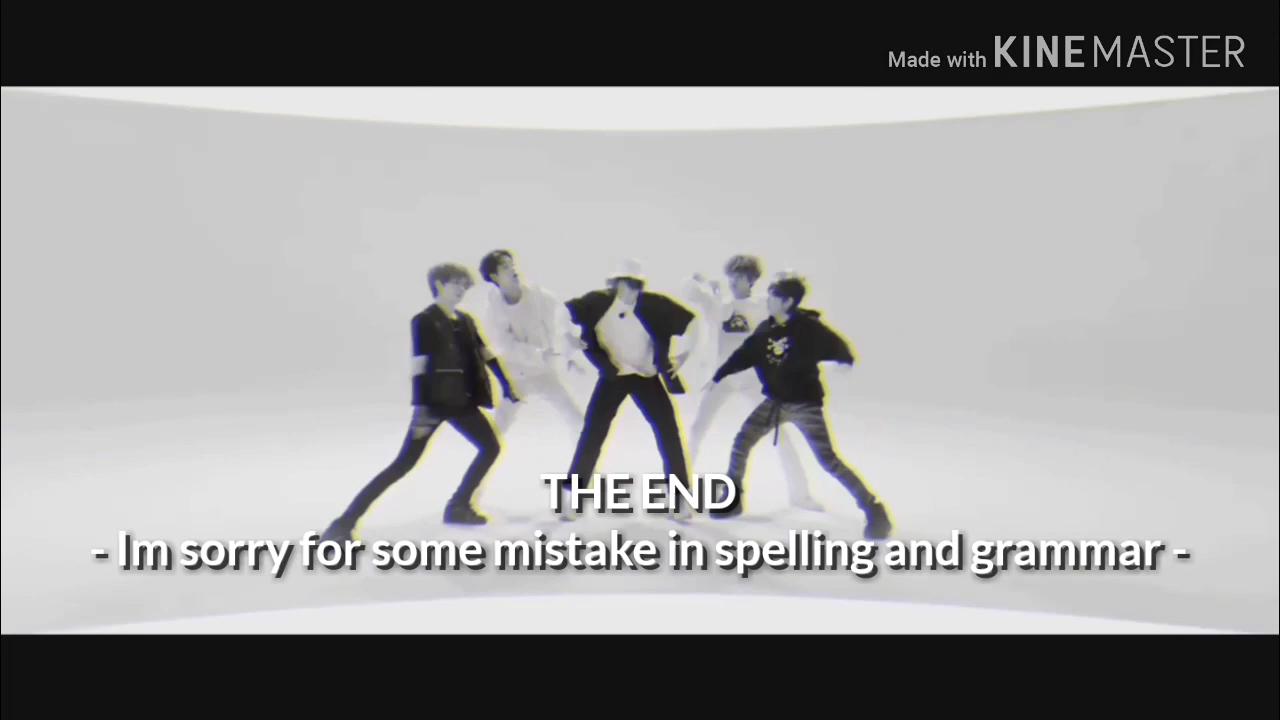 Made with KINEMASTER
THE END
- Im sorry for some mistake in spelling and grammar -